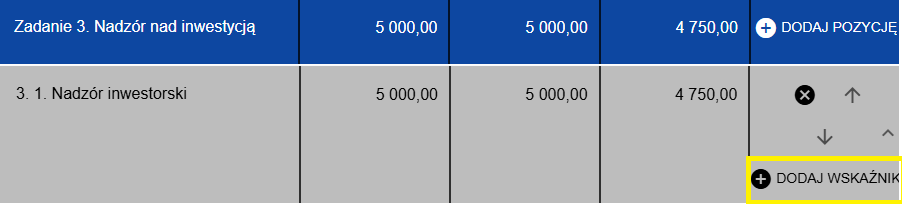 Zadanie 3. Nadzór nad inwestycją 5 000,00 5 000,00 4 750,00 DODAJ POZYCJĘ
3. 1. Nadzór inwestorski 5 000,00 5 000,00 4 750,00
DODAJ WSKAŹNIK